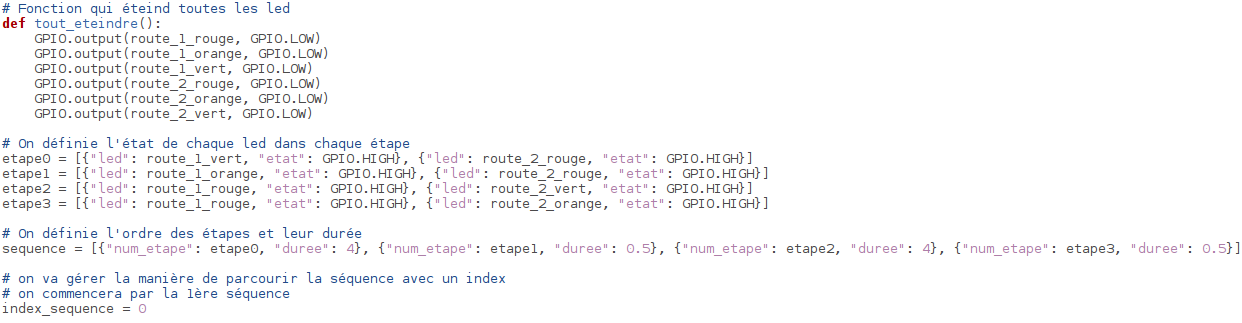 # Fonction qui éteind toutes les led
def tout_eteindre():
    GPIO.output(route_1_rouge, GPIO.LOW)
    GPIO.output(route_1_orange, GPIO.LOW)
    GPIO.output(route_1_vert, GPIO.LOW)
    GPIO.output(route_2_rouge, GPIO.LOW)
    GPIO.output(route_2_orange, GPIO.LOW)
    GPIO.output(route_2_vert, GPIO.LOW)

# On définie l'état de chaque led dans chaque étape
etape0 = [{"led": route_1_vert, "etat": GPIO.HIGH}, {"led": route_2_rouge, "etat": GPIO.HIGH}]
etape1 = [{"led": route_1_orange, "etat": GPIO.HIGH}, {"led": route_2_rouge, "etat": GPIO.HIGH}]
etape2 = [{"led": route_1_rouge, "etat": GPIO.HIGH}, {"led": route_2_vert, "etat": GPIO.HIGH}]
etape3 = [{"led": route_1_rouge, "etat": GPIO.HIGH}, {"led": route_2_orange, "etat": GPIO.HIGH}]

# On définie l'ordre des étapes et leur durée
sequence = [{"num_etape": etape0, "duree": 4}, {"num_etape": etape1, "duree": 0.5}, {"num_etape": etape2, "duree": 4}, {"num_etape": etape3, "duree": 0.5}]

# on va gérer la manière de parcourir la séquence avec un index
# on commencera par la 1ère séquence
index_sequence = 0